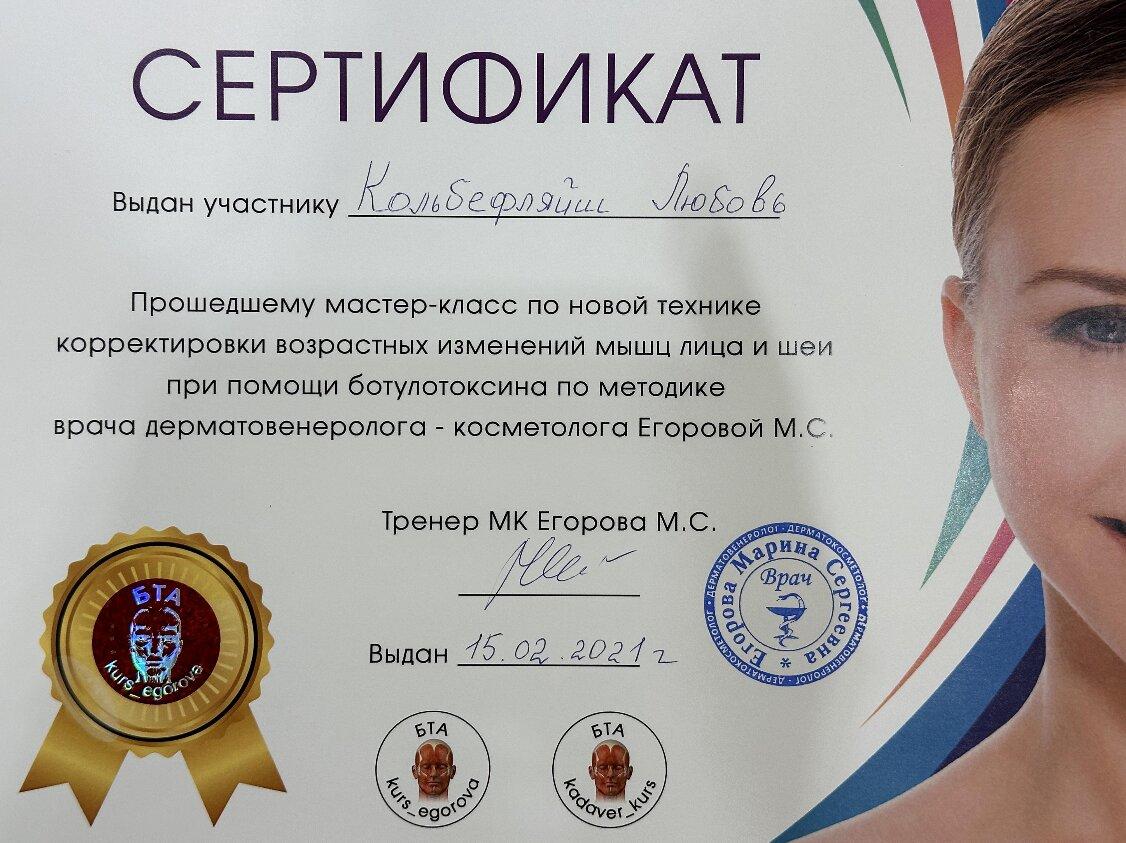 СЕРТИФИКАТ
Выдан участнику Кольбефляйш Любовь
Прошедшему мастер-класс по новой технике
корректировки возрастных изменений мышц лица и шеи
при помощи ботулотоксина по методике
врача дерматовенеролога - косметолога Егоровой М.С.
Тренер МК Егорова М.С.
Выдан 15.02.2021 г
БТА
kurs_egorova
ДЕРМАТОВЕНЕРОЛОГ · ДЕРМАТОКОСМЕТОЛОГ · ДЕРМАТОВЕНЕРОЛОГ · ДЕРМАТОКОСМЕТОЛОГ
Егорова Марина Сергеевна *
Врач
БТА
kurs_egorova
БТА
kadaver_kurs